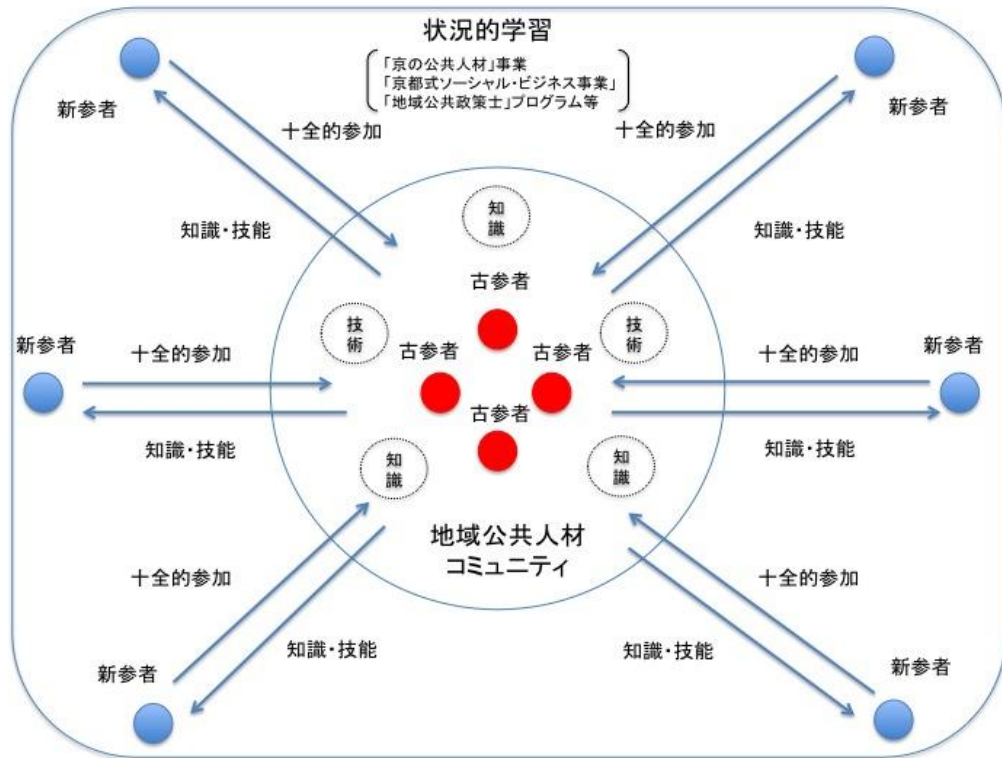 状況的学習
「京の公共人材」事業
「京都式ソーシャル・ビジネス事業」
「地域公共政策士」プログラム等
新参者
新参者
十全的参加
十全的参加
知識・技能
知識・技能
知
識
古参者
技
術
技
術
新参者
十全的参加
古参者
古参者
十全的参加
新参者
古参者
知識・技能
知識・技能
知
識
知
識
地域公共人材
コミュニティ
十全的参加
十全的参加
知識・技能
知識・技能
新参者
新参者